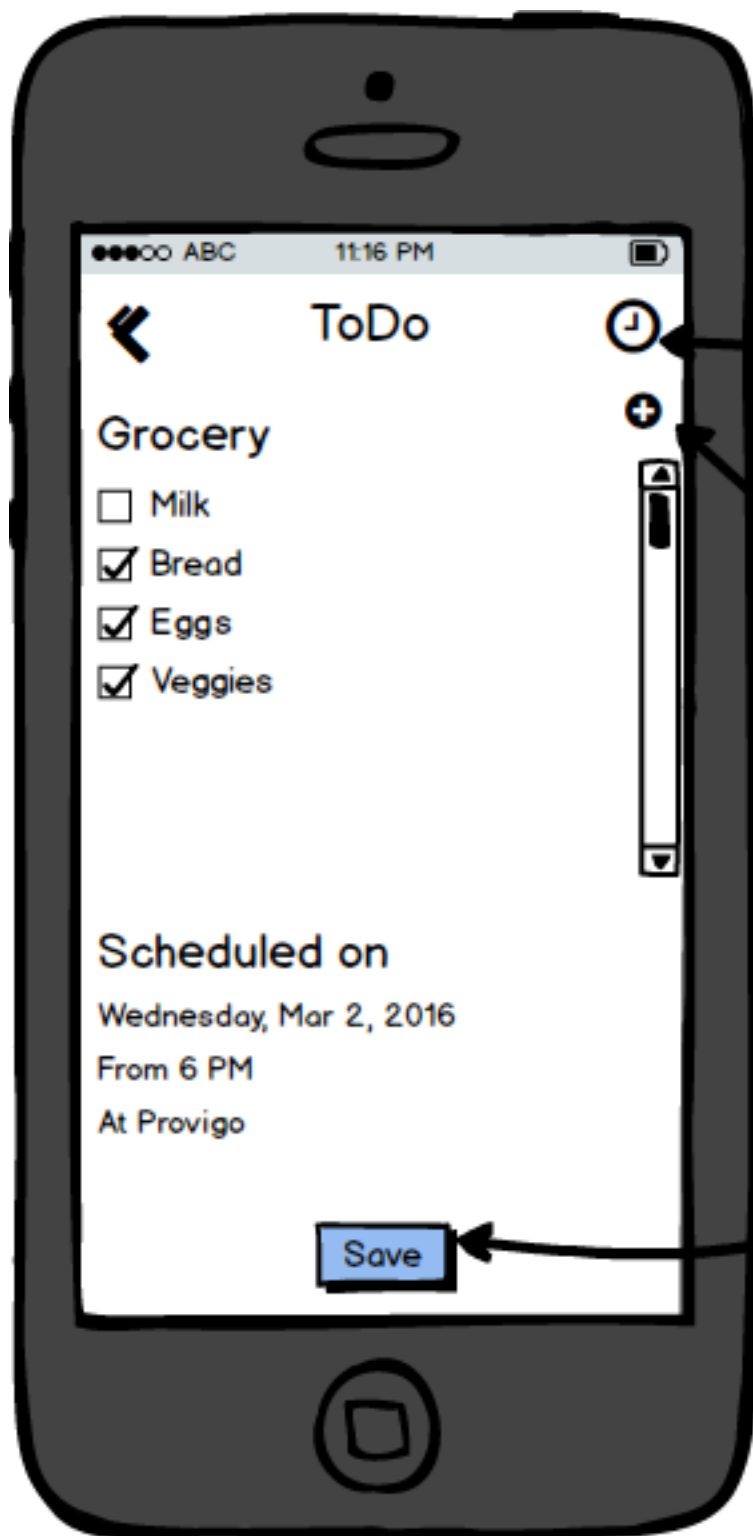 ABC 11:16 PM
ToDo
Grocery
Milk
Bread
Eggs
Veggies
Scheduled on
Wednesday, Mar 2, 2016
From 6 PM
At Provigo
Save